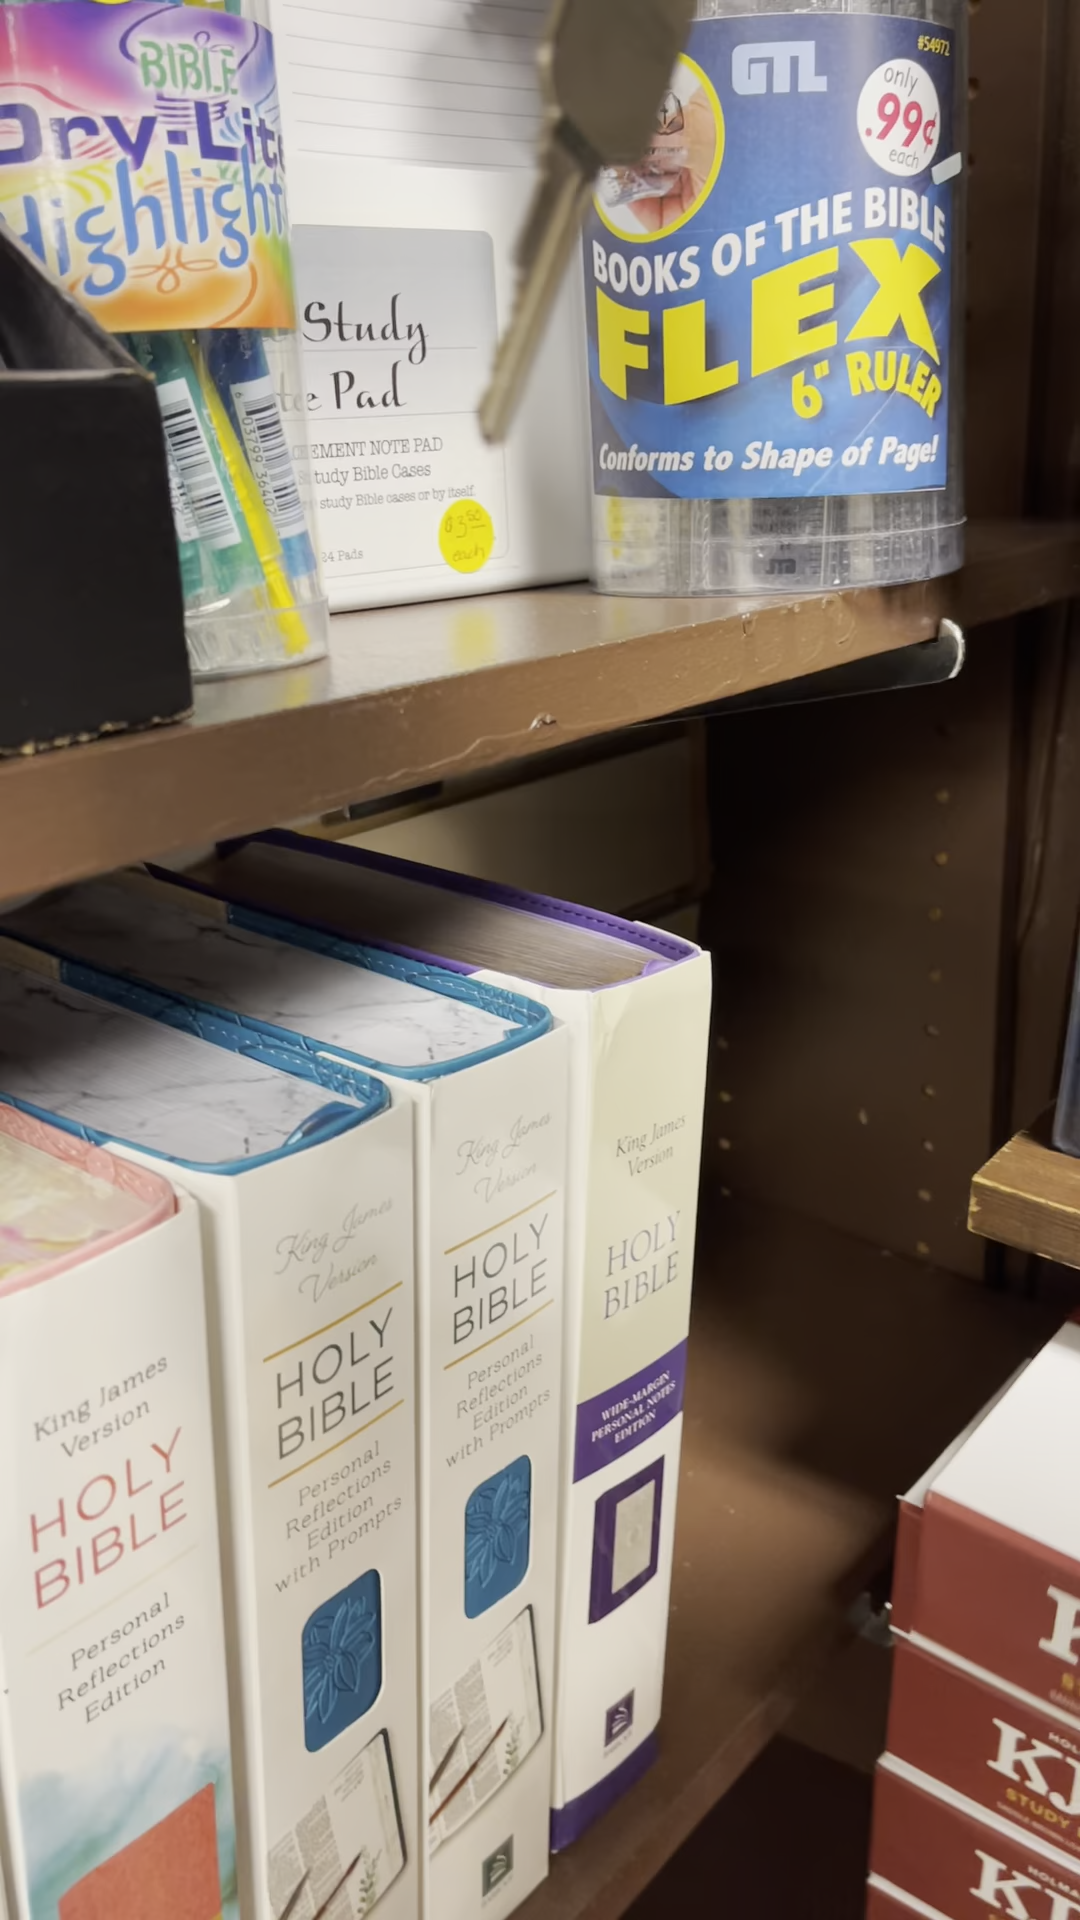 BIBLE
Dry-Lite
Highlight
Study
Pad
EMENT NOTE PAD
tudy Bible Cases
study Bible cases or by itself.
24 Pads
$3.50
each
GTL
#54972
only
.99¢
each
BOOKS OF THE BIBLE
FLEX
6" RULER
Conforms to Shape of Page!
King James
Version
HOLY
BIBLE
Personal
Reflections
Edition
King James
Version
HOLY
BIBLE
Personal
Reflections
Edition
with Prompts
King James
Version
HOLY
BIBLE
Personal
Reflections
Edition
with Prompts
King James
Version
HOLY
BIBLE
WIDE-MARGIN
PERSONAL NOTES
EDITION
KJ
STUDY
HOLMA